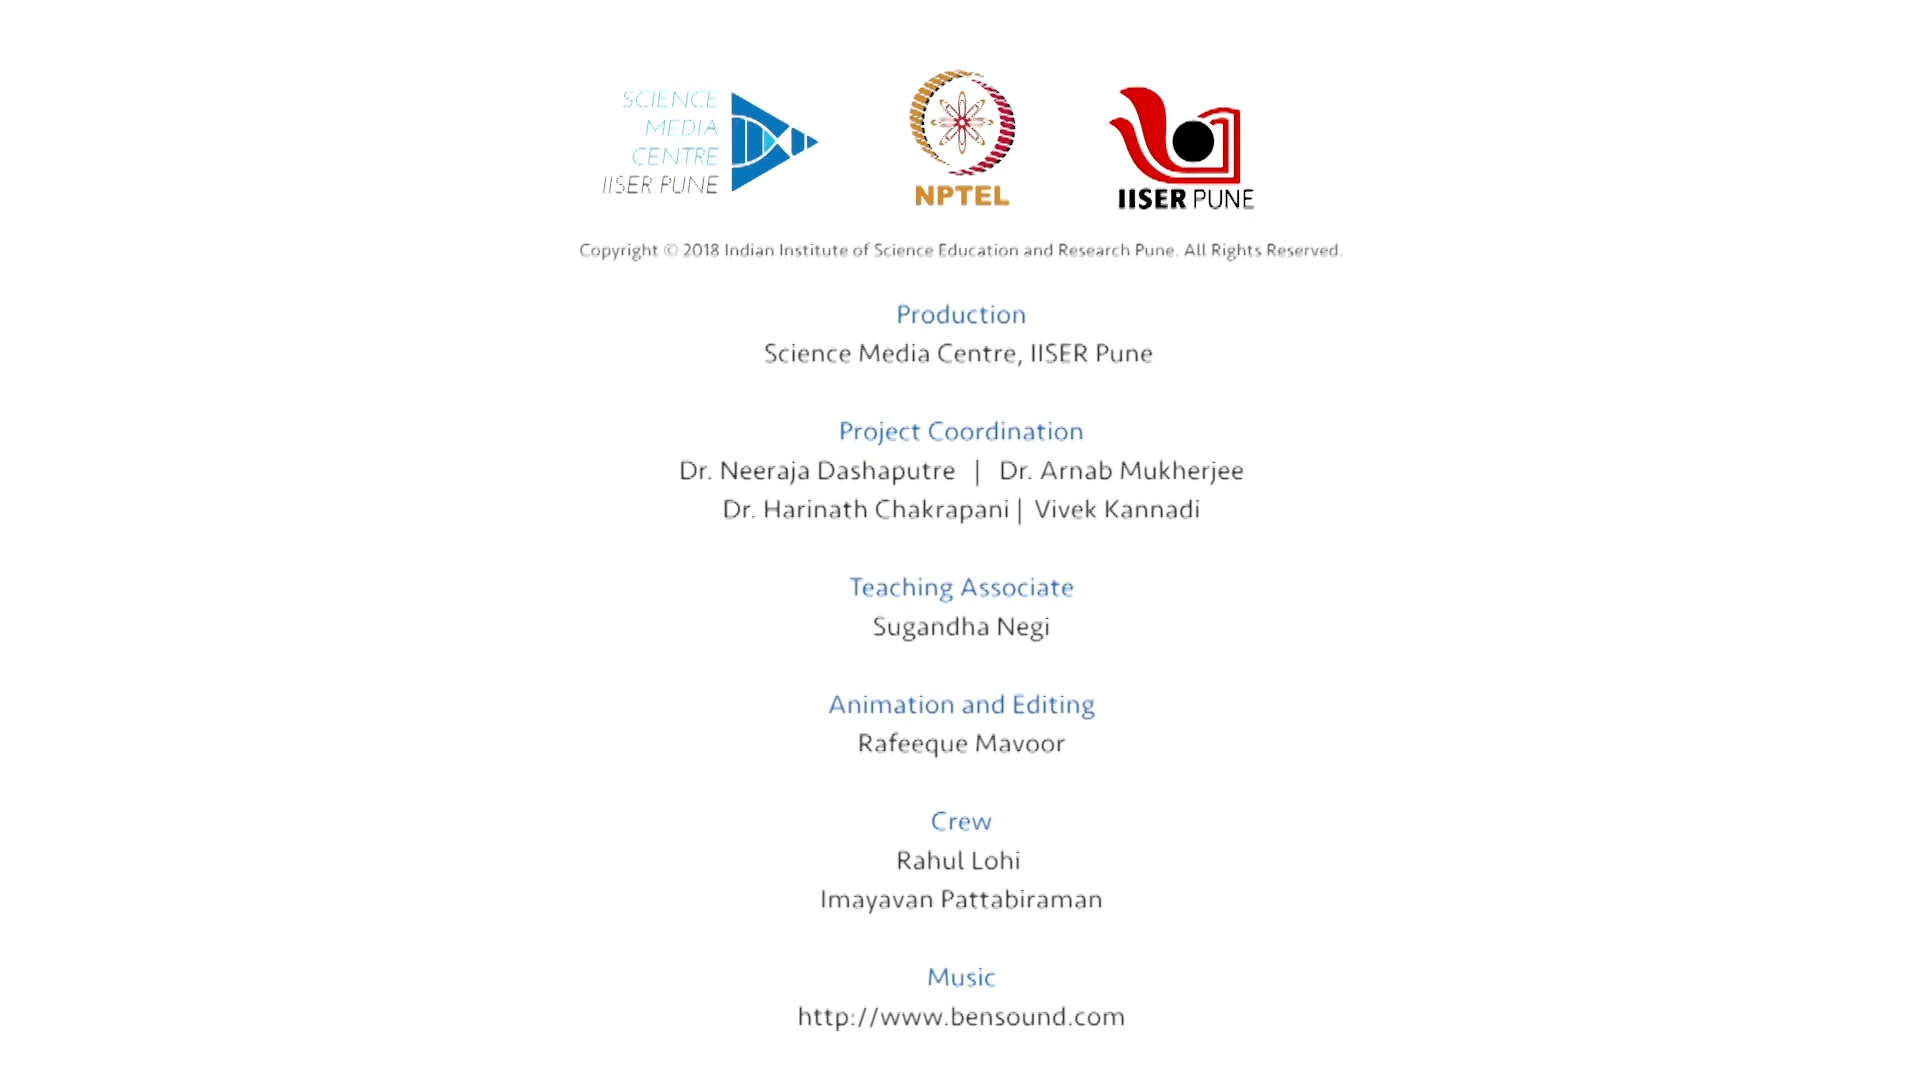 SCIENCE
MEDIA
CENTRE
IISER PUNE
NPTEL
IISER PUNE
Copyright © 2018 Indian Institute of Science Education and Research Pune. All Rights Reserved.
Production
Science Media Centre, IISER Pune
Project Coordination
Dr. Neeraja Dashaputre | Dr. Arnab Mukherjee
Dr. Harinath Chakrapani | Vivek Kannadi
Teaching Associate
Sugandha Negi
Animation and Editing
Rafeeque Mavoor
Crew
Rahul Lohi
Imayavan Pattabiraman
Music
http://www.bensound.com